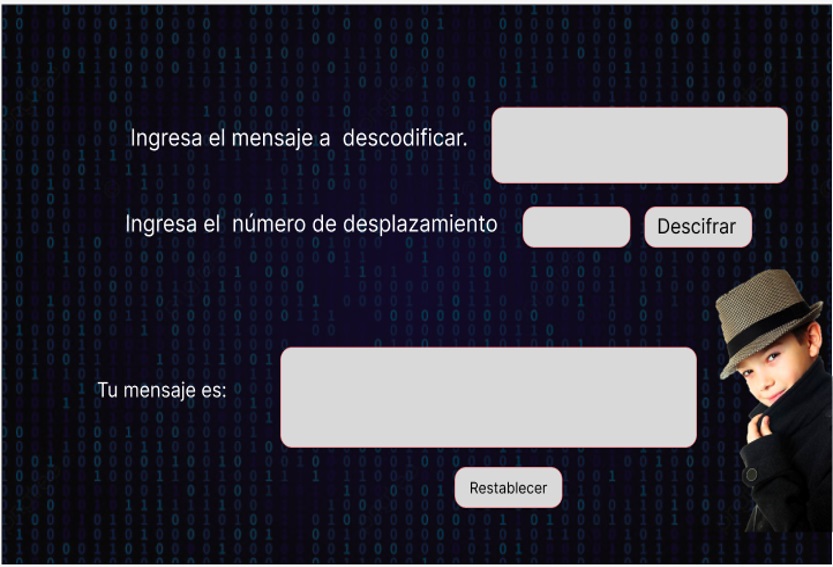 Ingresa el mensaje a descodificar.
Ingresa el número de desplazamiento
Descifrar
Tu mensaje es:
Restablecer